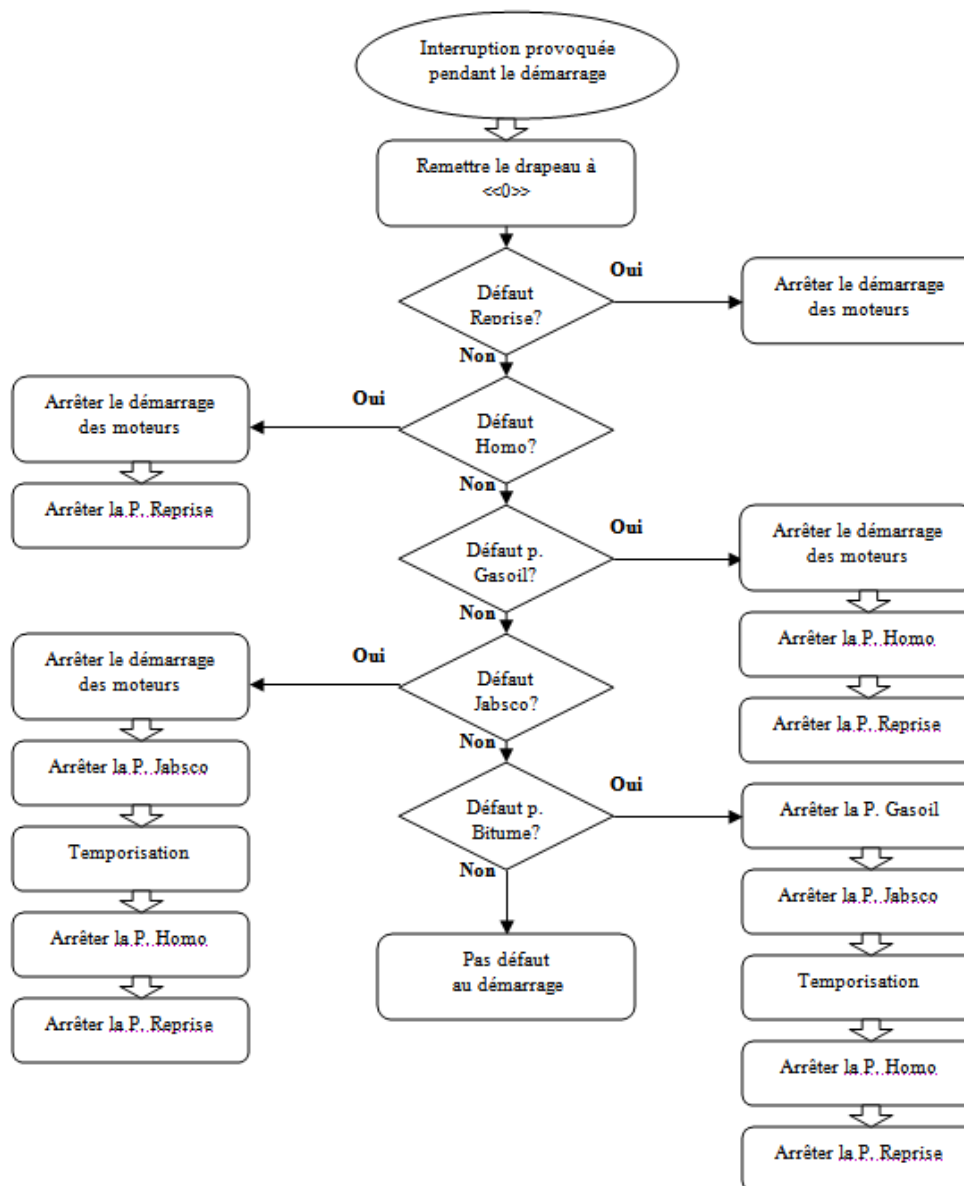 Interruption provoquée
pendant le démarrage
Remettre le drapeau à
<<0>>
Défaut
Reprise?
Oui
Arrêter le démarrage
des moteurs
Non
Défaut
Homo?
Oui
Arrêter le démarrage
des moteurs
Arrêter la P. Reprise
Non
Défaut p.
Gasoil?
Oui
Arrêter le démarrage
des moteurs
Arrêter la P. Homo
Arrêter la P. Reprise
Non
Défaut
Jabsco?
Oui
Arrêter le démarrage
des moteurs
Arrêter la P. Jabsco
Temporisation
Arrêter la P. Homo
Arrêter la P. Reprise
Non
Défaut p.
Bitume?
Oui
Arrêter la P. Gasoil
Arrêter la P. Jabsco
Temporisation
Arrêter la P. Homo
Arrêter la P. Reprise
Non
Pas défaut
au démarrage